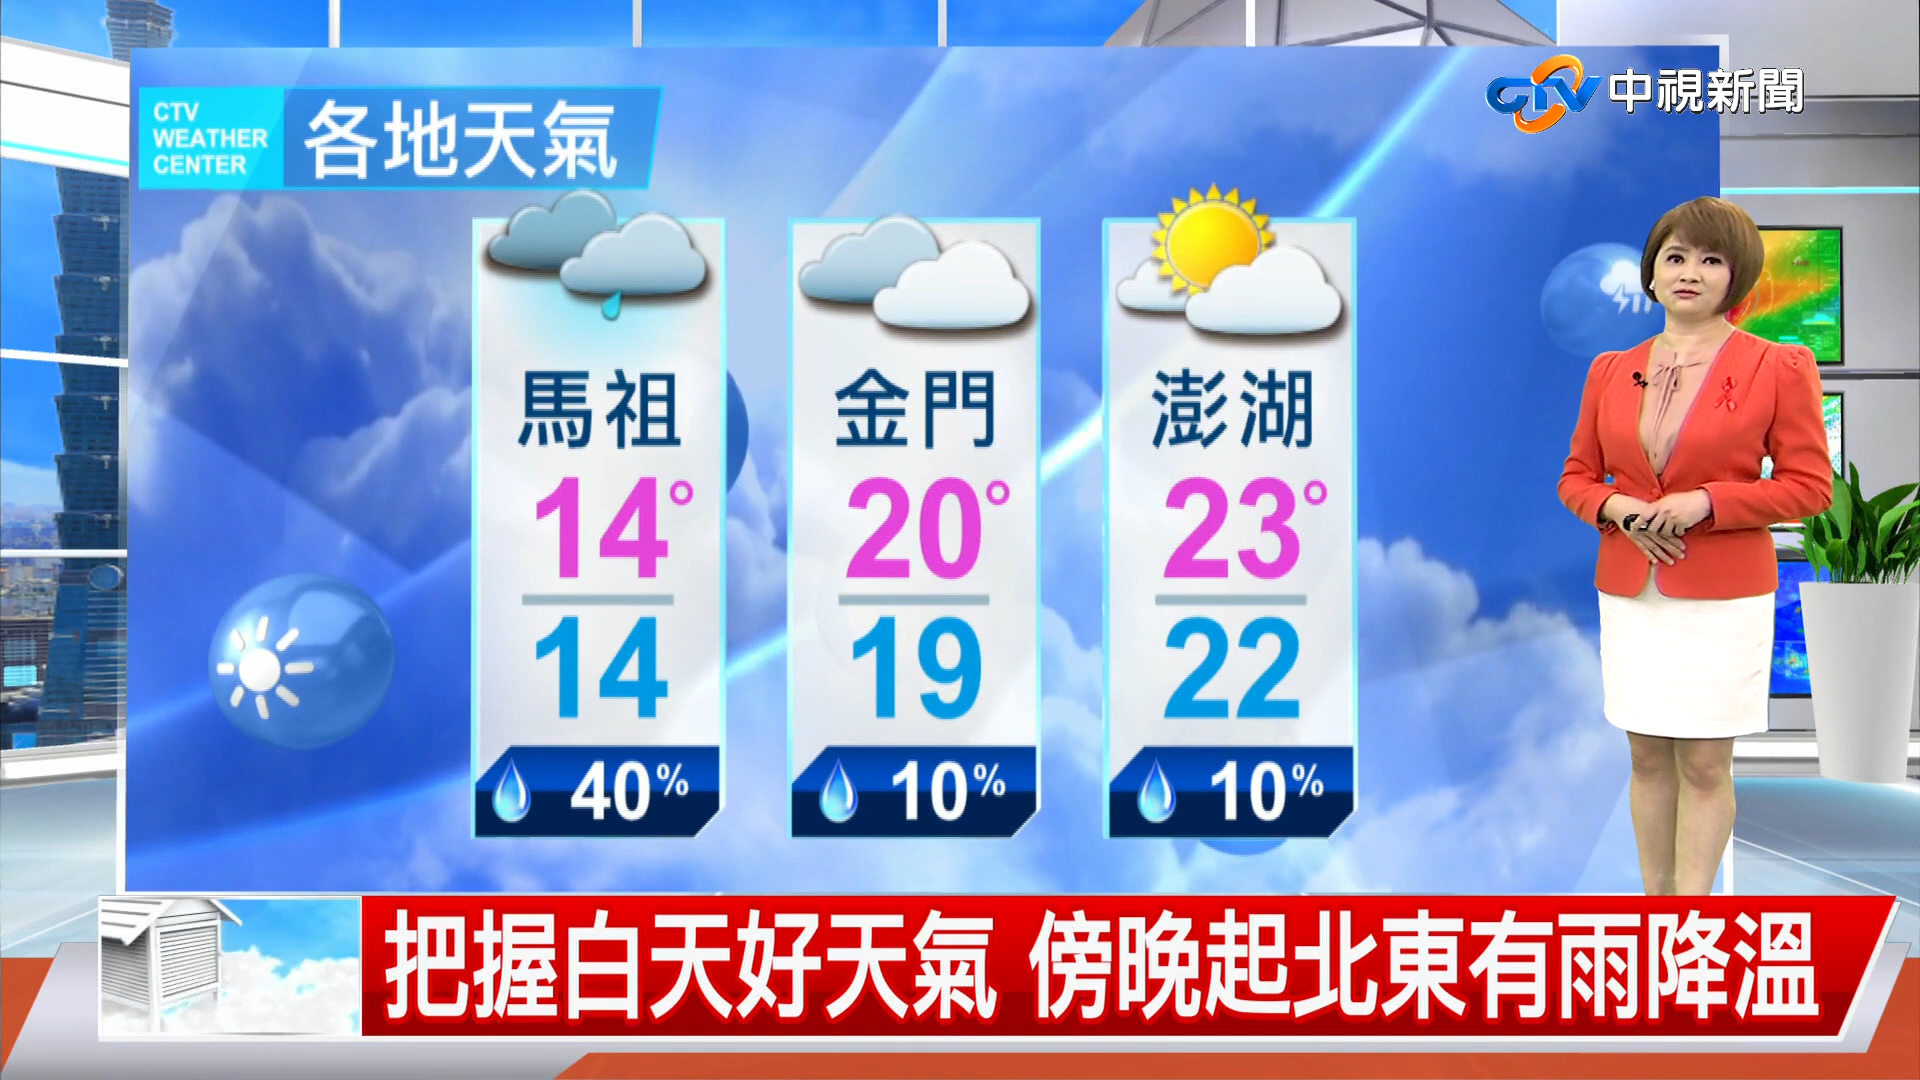 CTV
WEATHER
CENTER
各地天氣
CTV 中視新聞
馬祖
14°
14
40%
金門
20°
19
10%
澎湖
23°
22
10%
把握白天好天氣 傍晚起北東有雨降溫